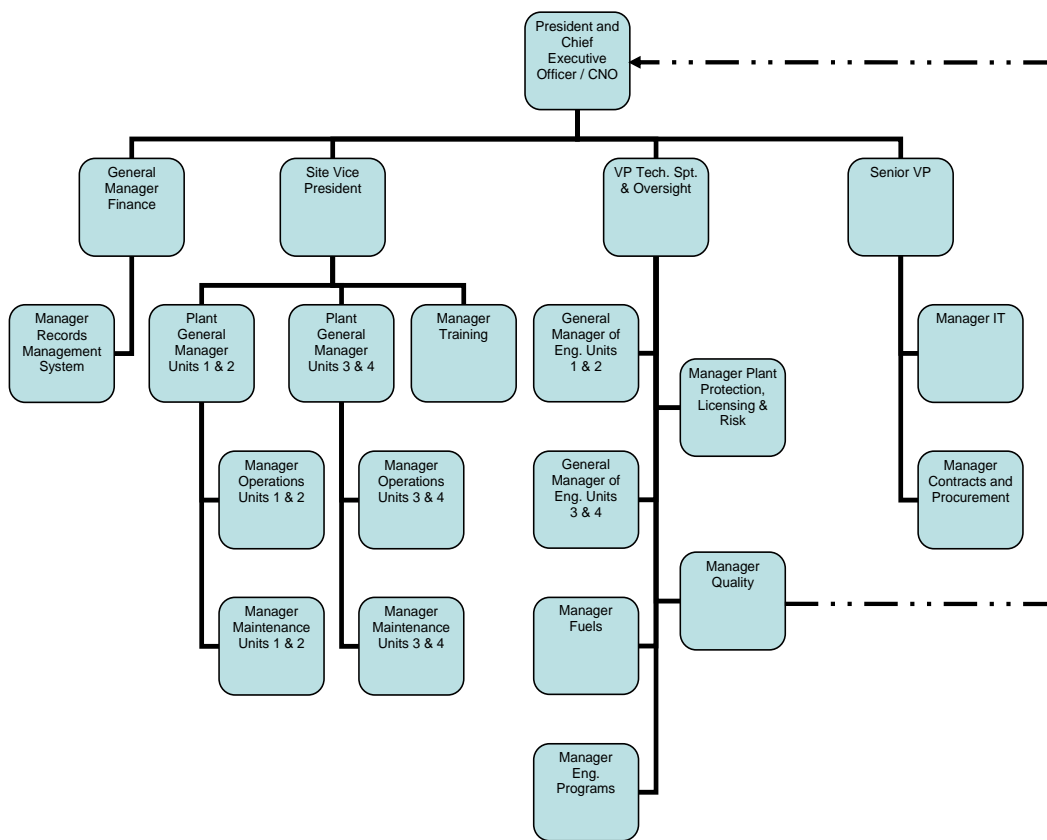 President and
Chief
Executive
Officer / CNO
General
Manager
Finance
Site Vice
President
VP Tech. Spt.
& Oversight
Senior VP
Manager
Records
Management
System
Plant
General
Manager
Units 1 & 2
Plant
General
Manager
Units 3 & 4
Manager
Training
General
Manager of
Eng. Units
1 & 2
Manager IT
Manager Plant
Protection,
Licensing &
Risk
Manager
Operations
Units 1 & 2
Manager
Operations
Units 3 & 4
General
Manager of
Eng. Units
3 & 4
Manager
Contracts and
Procurement
Manager
Quality
Manager
Maintenance
Units 1 & 2
Manager
Maintenance
Units 3 & 4
Manager
Fuels
Manager
Eng.
Programs